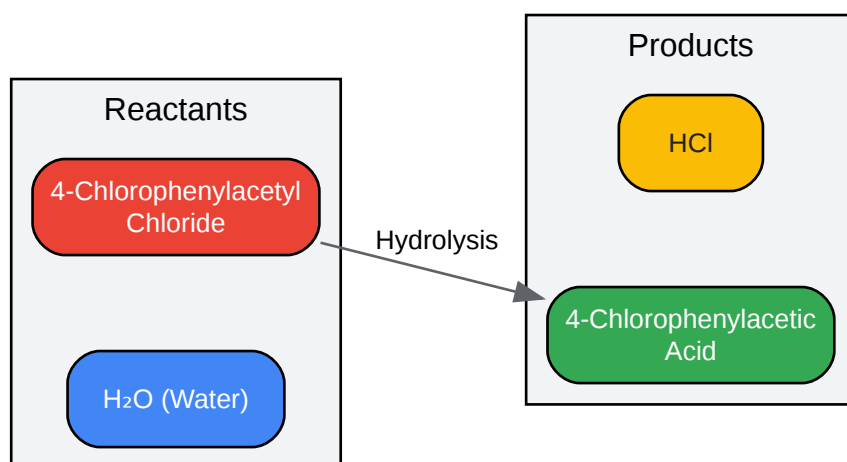 Reactants
4-Chlorophenylacetyl
Chloride
H₂O (Water)
Hydrolysis
Products
HCl
4-Chlorophenylacetic
Acid